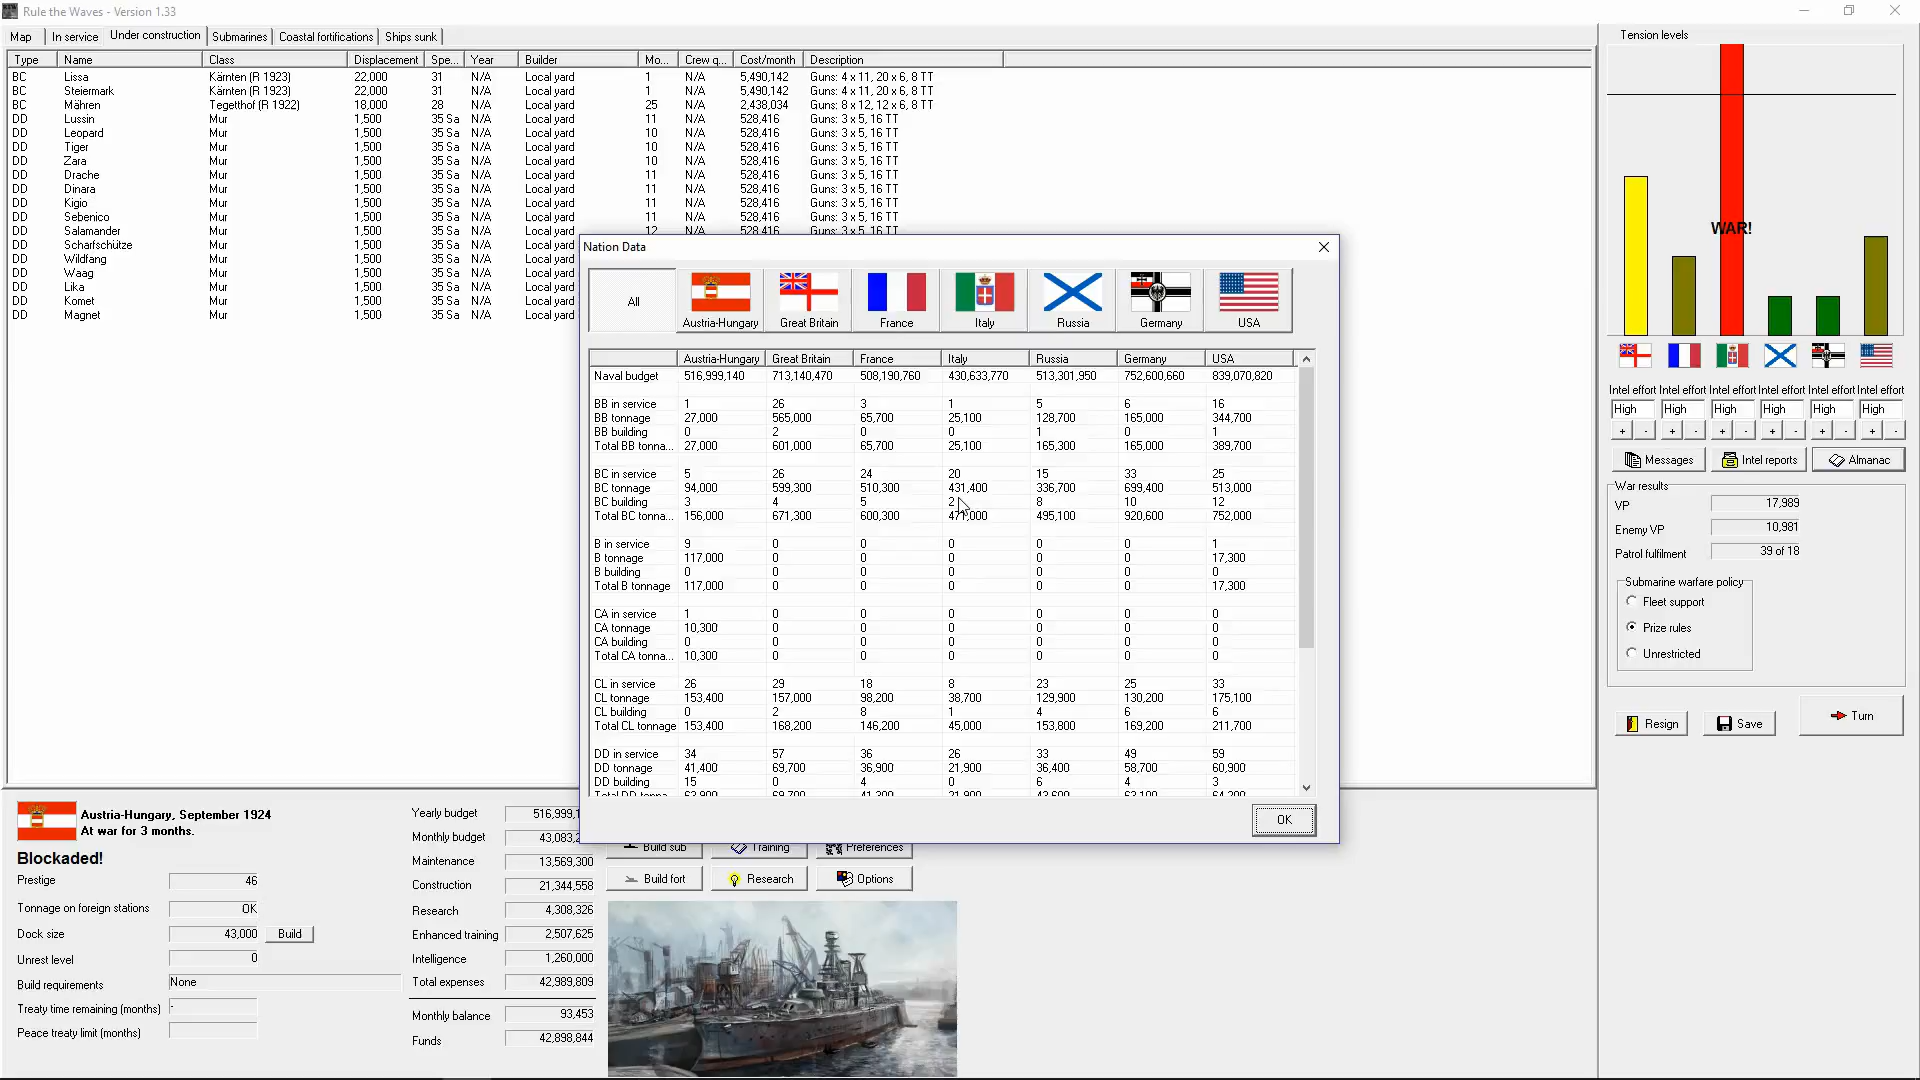 Rule the Waves - Version 1.33
Map In service Under construction Submarines Coastal fortifications Ships sunk
Type Name Class Displacement Spe... Year Builder Mo... Crew q... Cost/month Description
BC Lissa Kärnten (R 1923) 22,000 31 N/A Local yard 1 N/A 5,490,142 Guns: 4 x 11, 20 x 6, 8 TT
BC Steiermark Kärnten (R 1923) 22,000 31 N/A Local yard 1 N/A 5,490,142 Guns: 4 x 11, 20 x 6, 8 TT
BC Mähren Tegetthof (R 1922) 18,000 28 N/A Local yard 25 N/A 2,438,034 Guns: 8 x 12, 12 x 6, 8 TT
DD Lussin Mur 1,500 35 Sa N/A Local yard 11 N/A 528,416 Guns: 3 x 5, 16 TT
DD Leopard Mur 1,500 35 Sa N/A Local yard 10 N/A 528,416 Guns: 3 x 5, 16 TT
DD Tiger Mur 1,500 35 Sa N/A Local yard 10 N/A 528,416 Guns: 3 x 5, 16 TT
DD Zara Mur 1,500 35 Sa N/A Local yard 10 N/A 528,416 Guns: 3 x 5, 16 TT
DD Drache Mur 1,500 35 Sa N/A Local yard 11 N/A 528,416 Guns: 3 x 5, 16 TT
DD Dinara Mur 1,500 35 Sa N/A Local yard 11 N/A 528,416 Guns: 3 x 5, 16 TT
DD Kigio Mur 1,500 35 Sa N/A Local yard 11 N/A 528,416 Guns: 3 x 5, 16 TT
DD Sebenico Mur 1,500 35 Sa N/A Local yard 11 N/A 528,416 Guns: 3 x 5, 16 TT
DD Salamander Mur 1,500 35 Sa N/A Local yard 12 N/A 528,416 Guns: 3 x 5, 16 TT
DD Scharfschütze Mur 1,500 35 Sa N/A Local yard
DD Wildfang Mur 1,500 35 Sa N/A Local yard
DD Waag Mur 1,500 35 Sa N/A Local yard
DD Lika Mur 1,500 35 Sa N/A Local yard
DD Komet Mur 1,500 35 Sa N/A Local yard
DD Magnet Mur 1,500 35 Sa N/A Local yard
Nation Data
All Austria-Hungary Great Britain France Italy Russia Germany USA
Austria-Hungary Great Britain France Italy Russia Germany USA
Naval budget 516,999,140 713,140,470 508,190,760 430,633,770 513,301,950 752,600,660 839,070,820
BB in service 1 26 3 1 5 6 16
BB tonnage 27,000 565,000 65,700 25,100 128,700 165,000 344,700
BB building 0 2 0 0 1 0 1
Total BB tonna... 27,000 601,000 65,700 25,100 165,300 165,000 389,700
BC in service 5 26 24 20 15 33 25
BC tonnage 94,000 599,300 510,300 431,400 336,700 699,400 513,000
BC building 3 4 5 2 8 10 12
Total BC tonna... 156,000 671,300 600,300 471,000 495,100 920,600 752,000
B in service 9 0 0 0 0 0 1
B tonnage 117,000 0 0 0 0 0 17,300
B building 0 0 0 0 0 0 0
Total B tonnage 117,000 0 0 0 0 0 17,300
CA in service 1 0 0 0 0 0 0
CA tonnage 10,300 0 0 0 0 0 0
CA building 0 0 0 0 0 0 0
Total CA tonna... 10,300 0 0 0 0 0 0
CL in service 26 29 18 8 23 25 33
CL tonnage 153,400 157,000 98,200 38,700 129,900 130,200 175,100
CL building 0 2 8 1 4 6 6
Total CL tonnage 153,400 168,200 146,200 45,000 153,800 169,200 211,700
DD in service 34 57 36 26 33 49 59
DD tonnage 41,400 69,700 36,900 21,900 36,400 58,700 60,900
DD building 15 0 4 0 6 4 3
Total DD tonna... 63,900 69,700 41,300 21,900 43,600 63,100 64,200
OK
Tension levels
WAR!
Intel effort Intel effort Intel effort Intel effort Intel effort Intel effort
High High High High High High
+ - + - + - + - + - + -
Messages Intel reports Almanac
War results
VP 17,989
Enemy VP 10,981
Patrol fulfilment 39 of 18
Submarine warfare policy
Fleet support
Prize rules
Unrestricted
Resign Save Turn
Austria-Hungary, September 1924
At war for 3 months.
Blockaded!
Prestige 46
Tonnage on foreign stations OK
Dock size 43,000 Build
Unrest level 0
Build requirements None
Treaty time remaining (months) -
Peace treaty limit (months)
Yearly budget 516,999,1
Monthly budget 43,083,2
Maintenance 13,569,300
Construction 21,344,558
Research 4,308,326
Enhanced training 2,507,625
Intelligence 1,260,000
Total expenses 42,989,809
Monthly balance 93,453
Funds 42,898,844
Build sub Training Preferences
Build fort Research Options